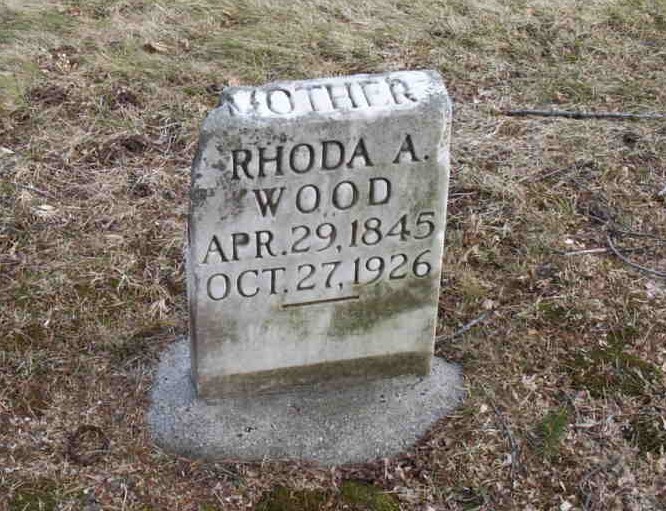 MOTHER
RHODA A.
WOOD
APR. 29, 1845
OCT. 27, 1926